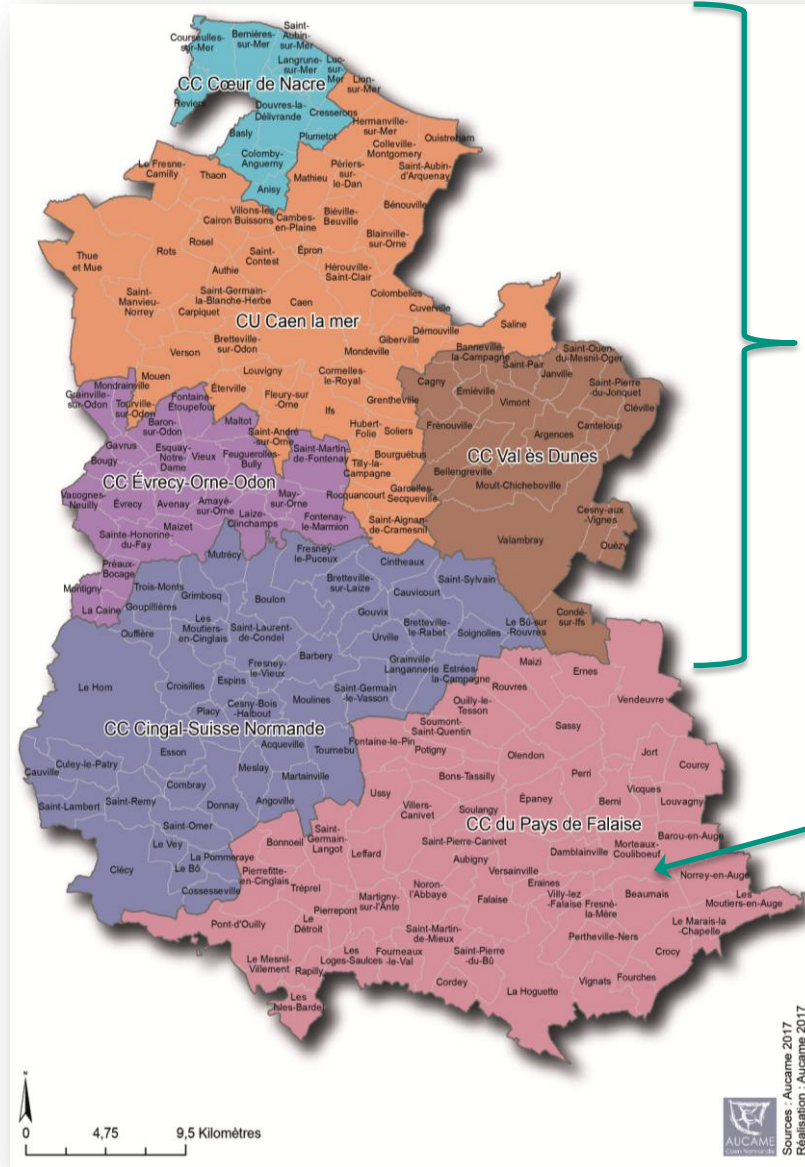 Courseulles-
sur-Mer
Bernières-
sur-Mer
Saint-
Aubin-
sur-Mer
Langrune-
sur-Mer
Luc-
sur-
Mer
Lion-
sur-Mer
CC Cœur de Nacre
Reviers
Douvres-la-
Délivrande
Cresserons
Hermanville-
sur-Mer
Ouistreham
Basly
Plumetot
Colleville-
Montgomery
Colomby-
Anguerny
Périers-
sur-
le-Dan
Saint-Aubin-
d'Arquenay
Le Fresne-
Camilly
Thaon
Mathieu
Anisy
Bénouville
Villons-les-
Buissons
Cairon
Cambes-
en-Plaine
Biéville-
Beuville
Blainville-
sur-Orne
Rosel
Thue
et Mue
Rots
Saint-
Contest
Épron
Authie
Hérouville-
Saint-Clair
Saint-
Manvieu-
Norrey
Saint-Germain-
la-Blanche-Herbe
Carpiquet
Caen
Colombelles
Cuverville
CU Caen la mer
Démouville
Saline
Bretteville-
sur-Odon
Giberville
Verson
Mondeville
Banneville-
la-Campagne
Saint-Ouen-
du-Mesnil-Oger
Saint-Pair
Janville
Mouen
Louvigny
Cormelles-
le-Royal
Cagny
Saint-Pierre
du-Jonquet
Mondrainville
Grainville-
sur-Odon
Tourville-
sur-Odon
Fontaine-
Étoupefour
Éterville
Fleury-sur
-Orne
Ifs
Grentheville
Émiéville
Vimont
Cléville
Canteloup
Baron-
sur-Odon
Maltot
Saint-André
-sur-Orne
Hubert-
Folie
Soliers
Frénouville
Argences
Gavrus
Bougy
Esquay-
Notre-
Dame
Vieux
Feuguerolles-
Bully
Saint-Martin
de-Fontenay
Bourguébus
Tilly-la-
Campagne
CC Val ès Dunes
Bellengreville
CC Évrecy-Orne-Odon
Garcelles-
Secqueville
Moult-Chicheboville
Vacognes-
Neuilly
Évrecy
Avenay
Amayé-
sur-Orne
May-
sur-Orne
Rocquancourt
Laize-
Clinchamps
Fontenay-
le-Marmion
Cesny-aux
-Vignes
Maizet
Saint-Aignan-
de-Cramesnil
Sainte-Honorine-
du-Fay
Mutrécy
Valambray
Ouézy
Fresney-
le-Puceux
Cintheaux
Préaux-
Bocage
Montigny
Trois-Monts
Grimbosq
Bretteville-
sur-Laize
Cauvicourt
Saint-Sylvain
La Caine
Goupillières
Boulon
Gouvix
Condé-
sur-Ifs
Les
Moutiers-
en-Cinglais
Saint-Laurent-
de-Condel
Urville
Bretteville-
le-Rabet
Soignolles
Le Bû-sur
-Rouvres
Ouffière
Barbery
Fresney-
le-Vieux
Grainville-
Langannerie
Estrées-
la-Campagne
Maizi
Ernes
Le Hom
Croisilles
Espins
Rouvres
Saint-Germain
-le-Vasson
Ouilly-le-
Tesson
Vendeuvre
Cesny-Bois
-Halbout
Moulines
Placy
Soumont-
Saint-Quentin
CC Cingal-Suisse Normande
Sassy
Acqueville
Tournebu
Fontaine-le-Pin
Potigny
Olendon
Jort
Courcy
Esson
Culey-le-Patry
Meslay
Cauville
Martainville
Bons-Tassilly
Perri
Combray
Ussy
Vicques
Saint-Lambert
Saint-Remy
Donnay
Angoville
Villers-
Canivet
Soulangy
Épaney
Berni
Louvagny
Saint-Omer
CC du Pays de Falaise
Barou-en-Auge
Le Vey
Bonnoeil
Saint-
Germain-
Langot
Saint-Pierre-Canivet
Damblainville
Morteaux-
Couliboeuf
Leffard
Aubigny
La Pommeraye
Clécy
Le Bô
Pierrefitte-
en-Cinglais
Versainville
Norrey-en-Auge
Cossesseville
Tréprel
Noron-
l'Abbaye
Eraines
Villy-lez
-Falaise
Fresné-
la-Mère
Beaumais
Les
Moutiers-en-Auge
Martigny-
sur-l'Ante
Falaise
Pierrepont
Pont-d'Ouilly
Le
Détroit
Le Marais-la-
Chapelle
Saint-Martin-
de-Mieux
Pertheville-Ners
Crocy
Le Mesnil-
Villement
Rapilly
Les
Loges-Saulces
Fourneaux
-le-Val
Saint-Pierre
-du-Bû
Cordey
La Hoguette
Vignats
Fourches
Les
Isles-Bardel
N
0 4,75 9,5 Kilomètres
AUCAME
Caen Normandie
Sources : Aucame 2017
Réalisation : Aucame 2017